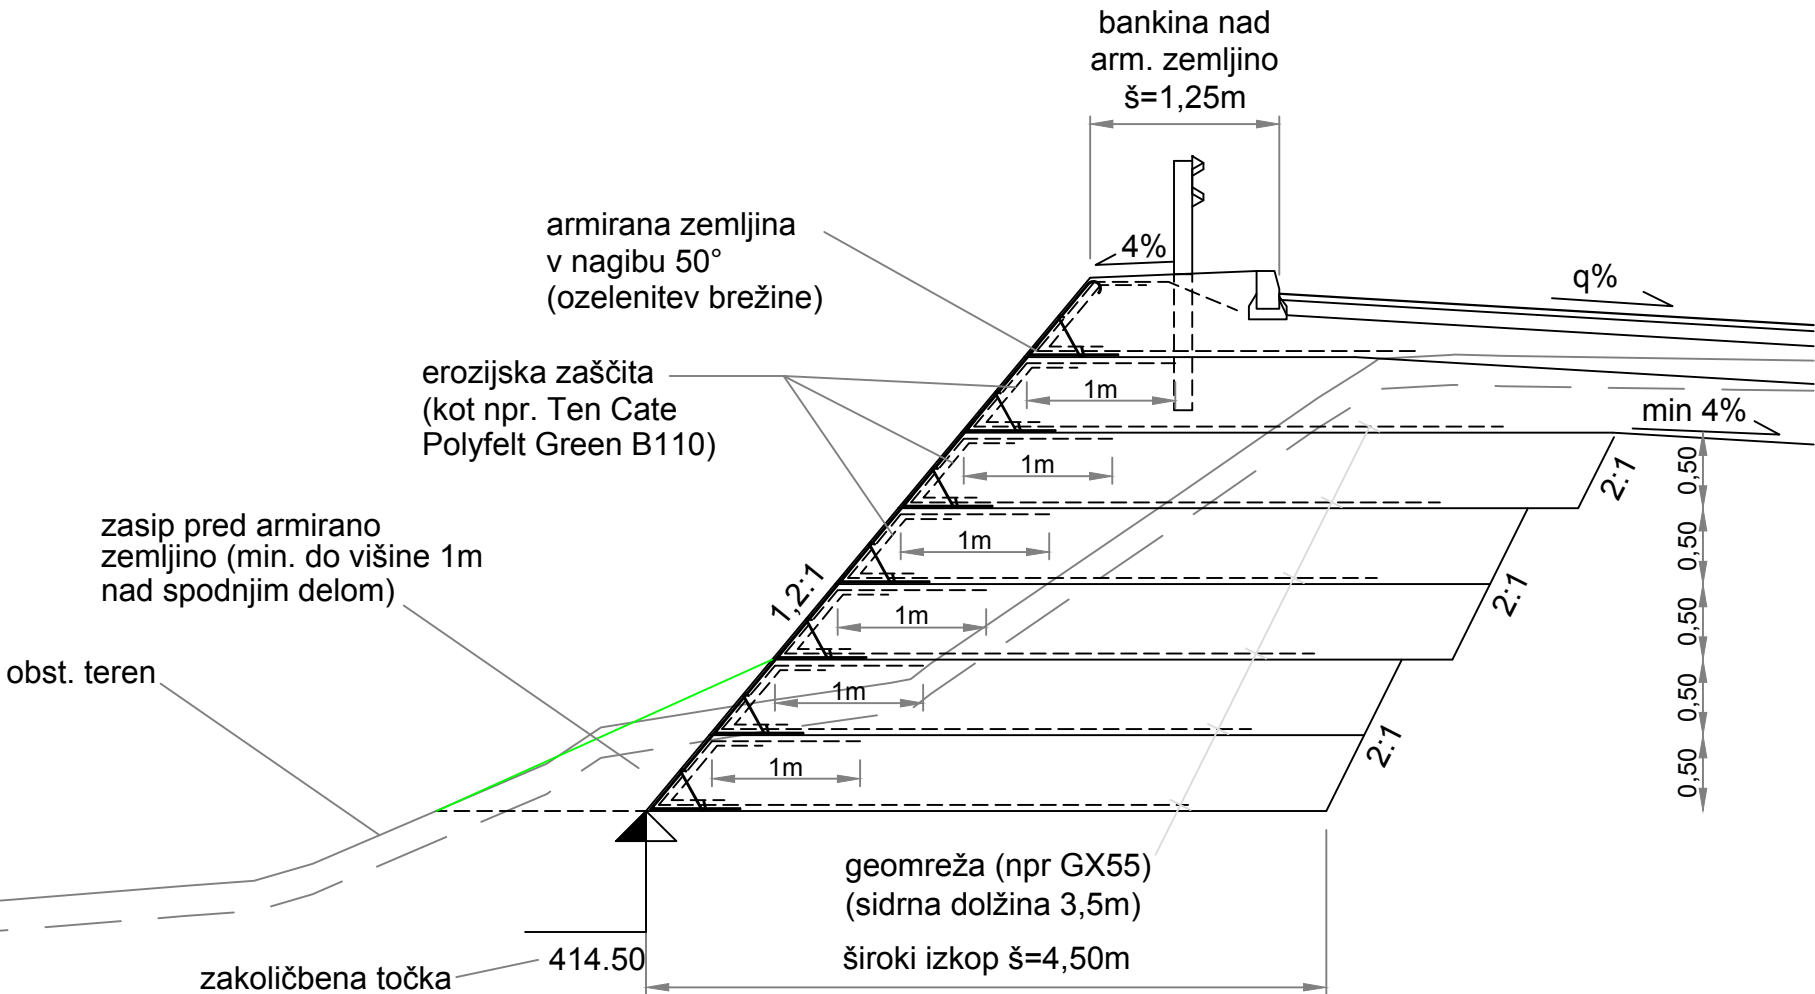 bankina nad
arm. zemljino
š=1,25m
armirana zemljina
v nagibu 50°
(ozelenitev brežine)
4%
q%
erozijska zaščita
(kot npr. Ten Cate
Polyfelt Green B110)
1m
min 4%
1m
2:1
0,50
zasip pred armirano
zemljino (min. do višine 1m
nad spodnjim delom)
1m
0,50
1,2:1
1m
2:1
0,50
obst. teren
1m
0,50
2:1
1m
0,50
geomreža (npr GX55)
(sidrna dolžina 3,5m)
414.50
široki izkop š=4,50m
zakoličbena točka